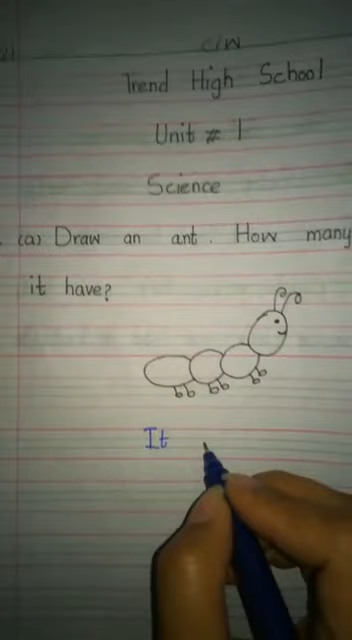 C/W
Trend High School
Unit # 1
Science
(a) Draw an ant. How many
it have?
It